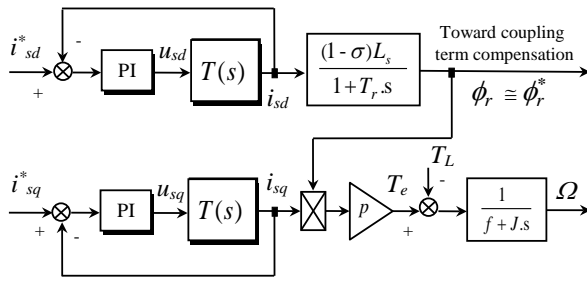 Toward coupling
term compensation
i*sd
-
+
PI
usd
T(s)
isd
(1-σ)Ls
1+Tr.s
ϕr ≅ ϕr*
i*sq
+
-
PI
usq
T(s)
isq
p
Te
TL
-
+
1
f+J.s
Ω